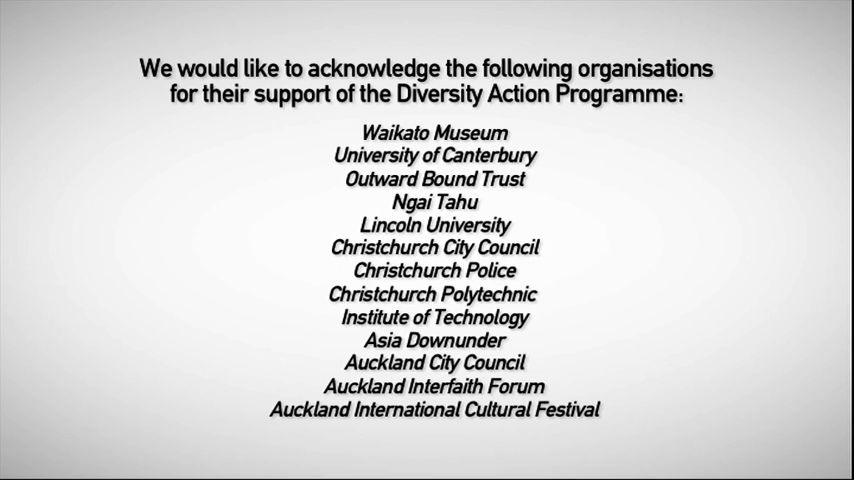 We would like to acknowledge the following organisations
for their support of the Diversity Action Programme:
Waikato Museum
University of Canterbury
Outward Bound Trust
Ngai Tahu
Lincoln University
Christchurch City Council
Christchurch Police
Christchurch Polytechnic
Institute of Technology
Asia Downunder
Auckland City Council
Auckland Interfaith Forum
Auckland International Cultural Festival